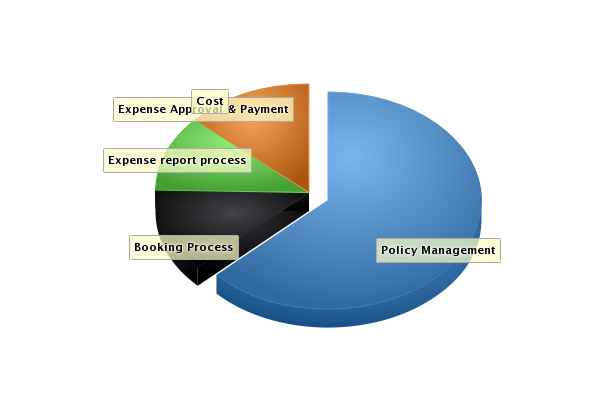 Cost
Expense Approval & Payment
Expense report process
Booking Process
Policy Management